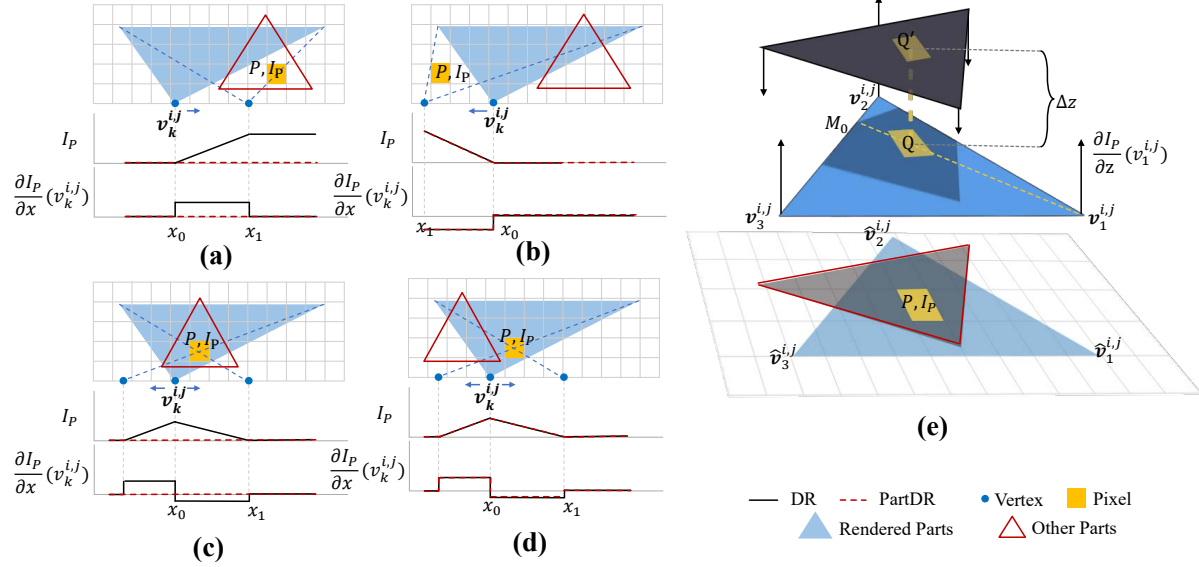 P, I_P
v_k^{i,j}
I_P
∂I_P/∂x (v_k^{i,j})
x_0 x_1
(a)
P, I_P
v_k^{i,j}
∂I_P/∂x (v_k^{i,j})
x_1 x_0
(b)
P, I_P
v_k^{i,j}
I_P
∂I_P/∂x (v_k^{i,j})
x_0 x_1
(c)
P, I_P
v_k^{i,j}
I_P
∂I_P/∂x (v_k^{i,j})
x_0 x_1
(d)
Q′
Δz
v_2^{i,j}
M_0
Q
∂I_P/∂z (v_1^{i,j})
v_3^{i,j} v_1^{i,j}
v̂_2^{i,j}
P, I_P
v̂_3^{i,j} v̂_1^{i,j}
(e)
DR PartDR Vertex Pixel
Rendered Parts Other Parts